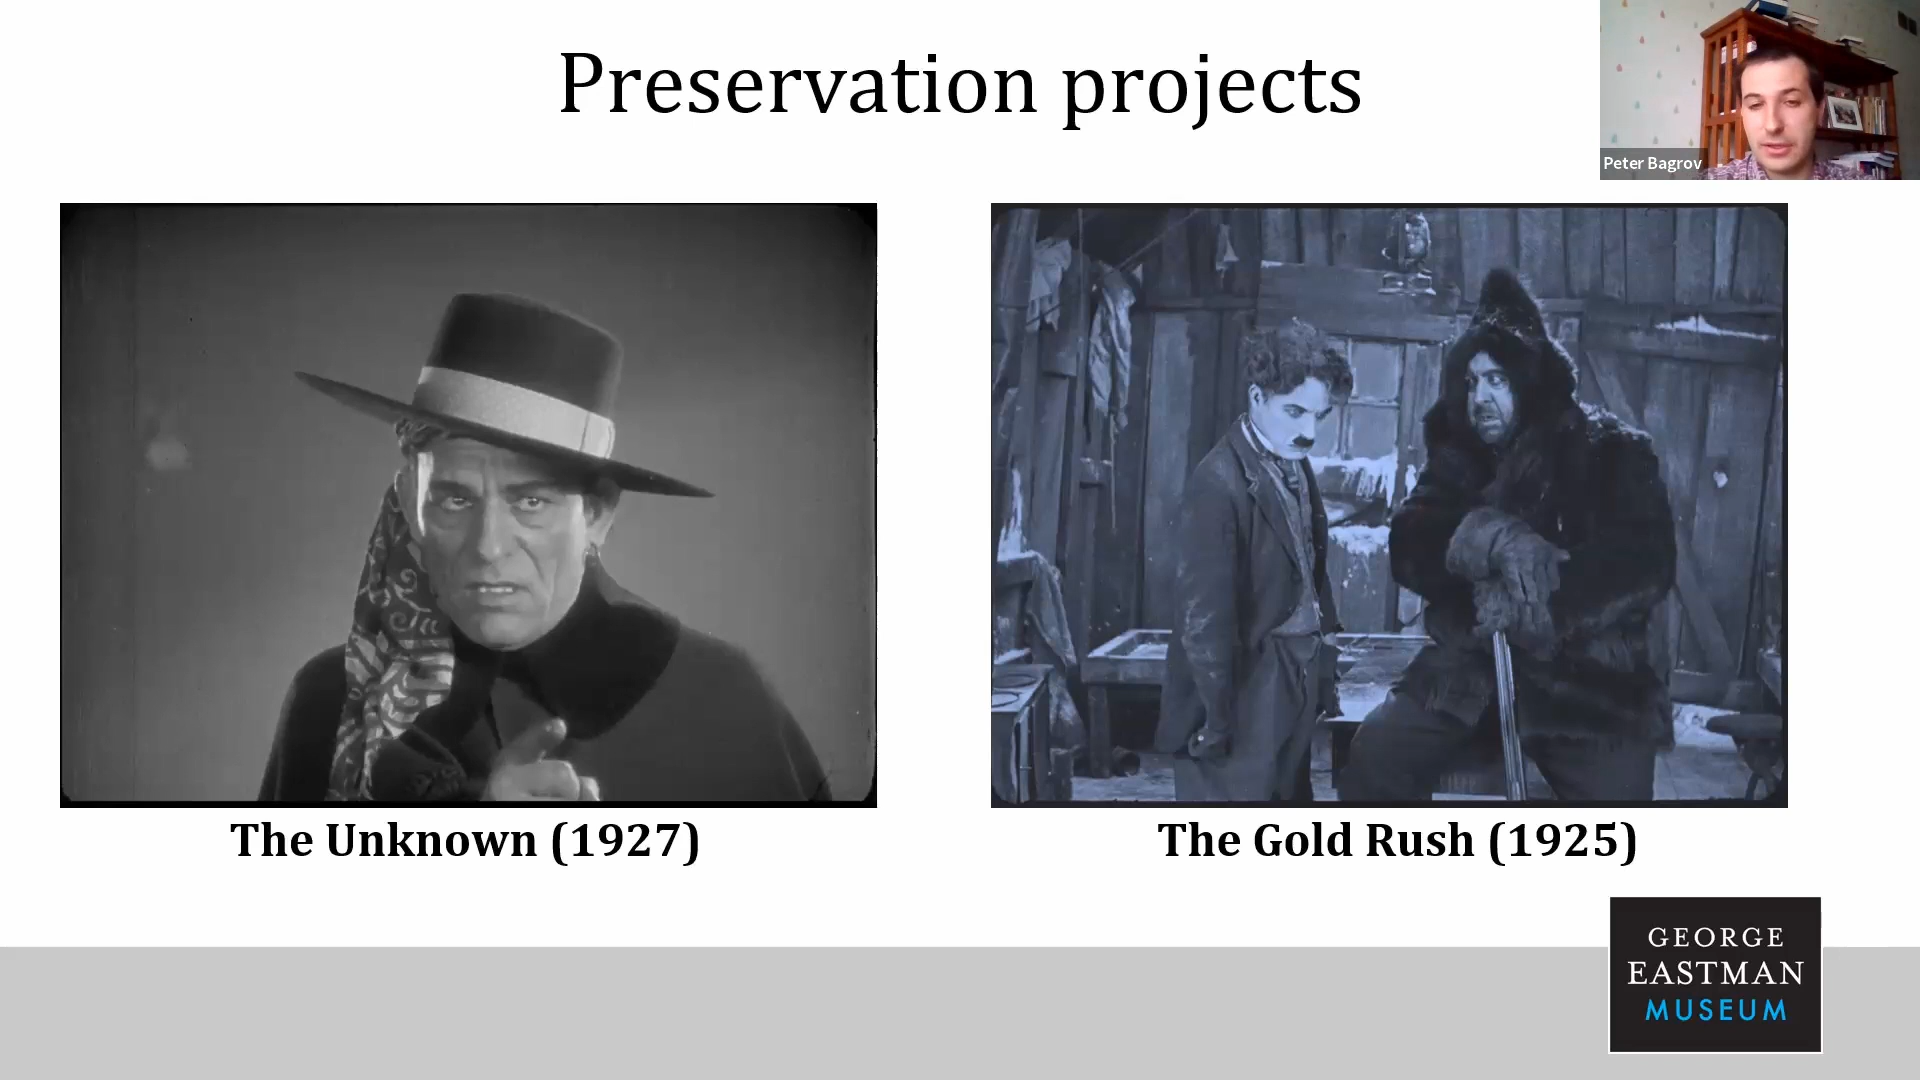 Preservation projects
Peter Bagrov
The Unknown (1927)
The Gold Rush (1925)
GEORGE
EASTMAN
MUSEUM